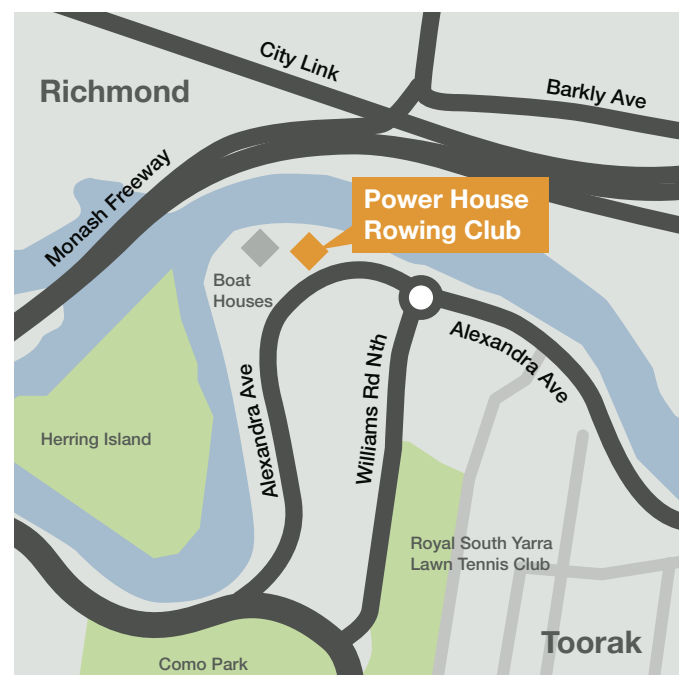 City Link
Richmond
Barkly Ave
Monash Freeway
Power House
Rowing Club
Boat
Houses
Alexandra Ave
Williams Rd Nth
Alexandra Ave
Herring Island
Royal South Yarra
Lawn Tennis Club
Toorak
Como Park